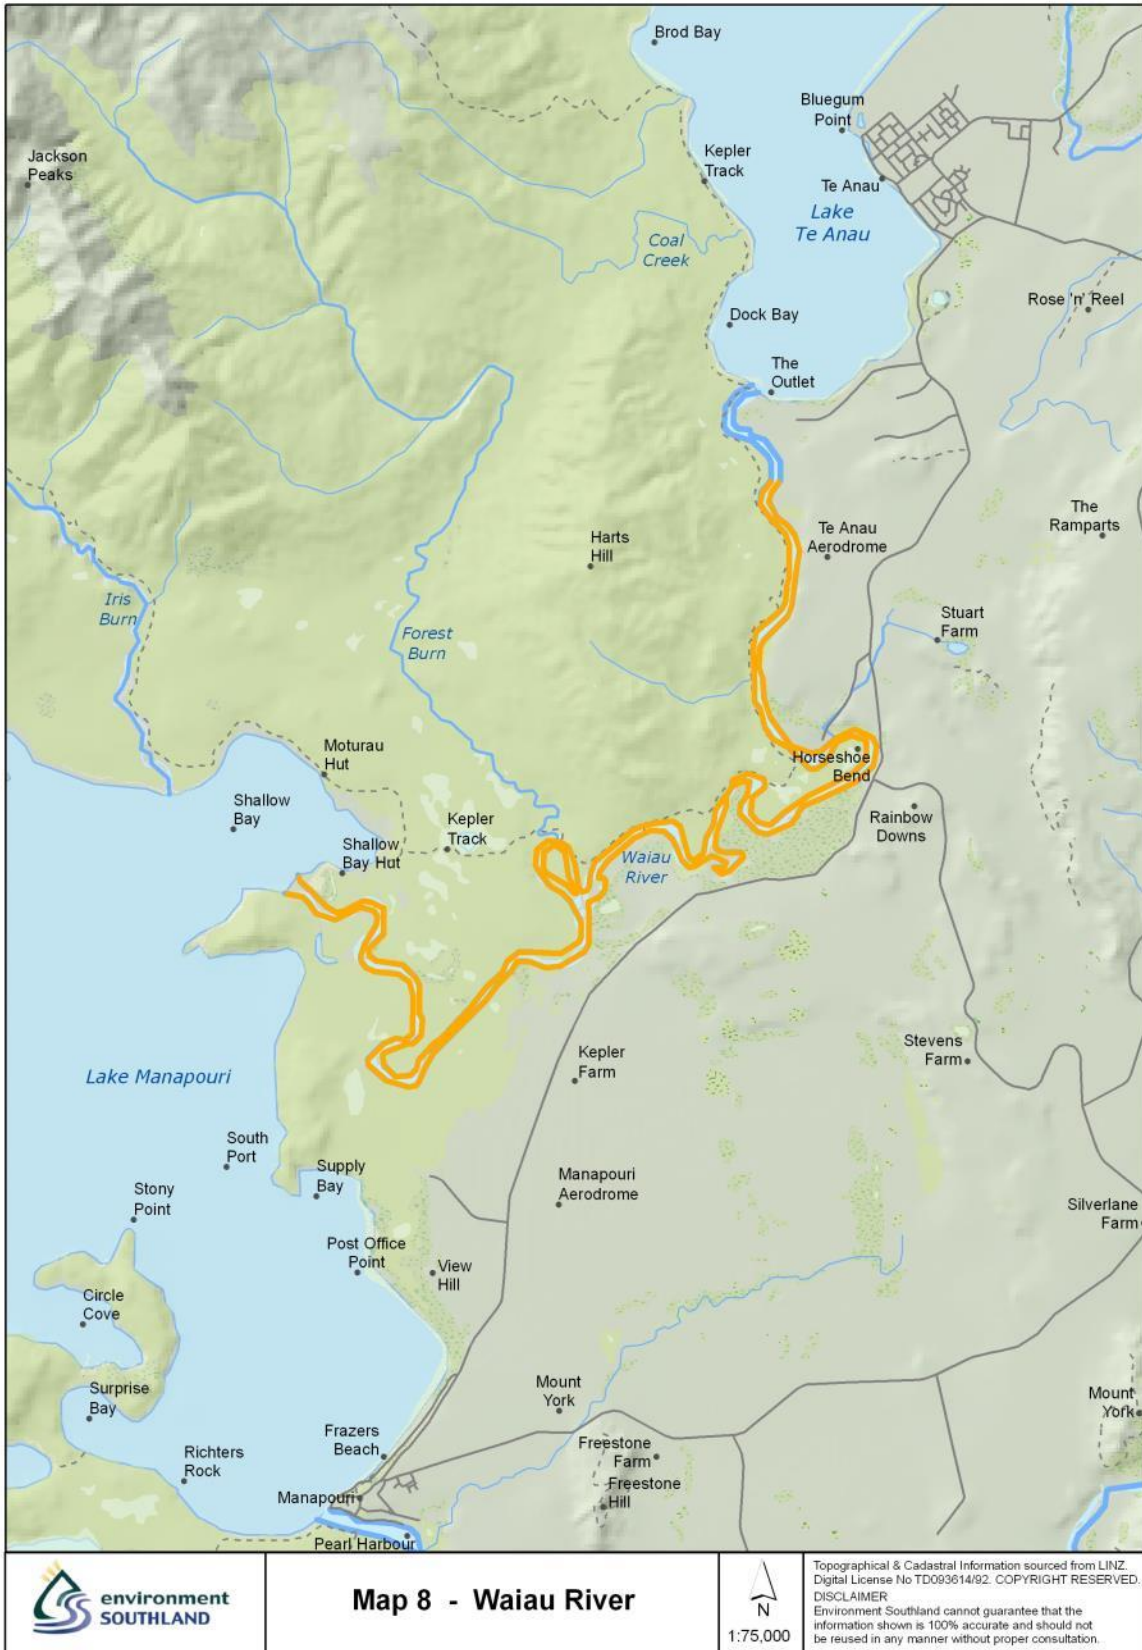 Brod Bay
Bluegum
Point
Jackson
Peaks
Kepler
Track
Te Anau
Lake
Te Anau
Coal
Creek
Rose 'n' Reel
Dock Bay
The
Outlet
The
Ramparts
Te Anau
Aerodrome
Harts
Hill
Iris
Burn
Stuart
Farm
Forest
Burn
Moturau
Hut
Horseshoe
Bend
Shallow
Bay
Kepler
Track
Rainbow
Downs
Shallow
Bay Hut
Waiau
River
Stevens
Farm
Kepler
Farm
Lake Manapouri
South
Port
Supply
Bay
Manapouri
Aerodrome
Stony
Point
Silverlane
Farm
Post Office
Point
View
Hill
Circle
Cove
Surprise
Bay
Mount
York
Mount
York
Frazers
Beach
Richters
Rock
Freestone
Farm
Freestone
Hill
Manapouri
Pearl Harbour
environment
SOUTHLAND
Map 8 - Waiau River
N
1:75,000
Topographical & Cadastral Information sourced from LINZ.
Digital License No TD093614/92. COPYRIGHT RESERVED.
DISCLAIMER
Environment Southland cannot guarantee that the
information shown is 100% accurate and should not
be reused in any manner without proper consultation.